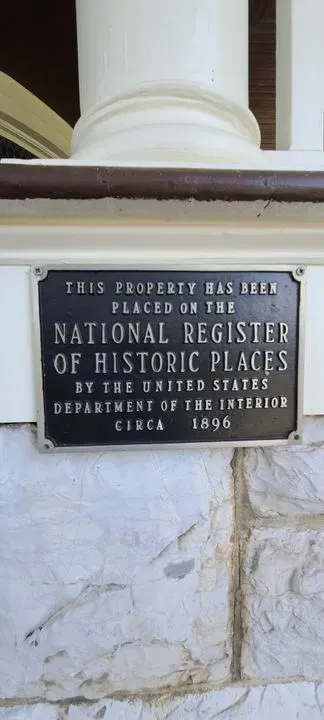 THIS PROPERTY HAS BEEN
PLACED ON THE
NATIONAL REGISTER
OF HISTORIC PLACES
BY THE UNITED STATES
DEPARTMENT OF THE INTERIOR
CIRCA 1896